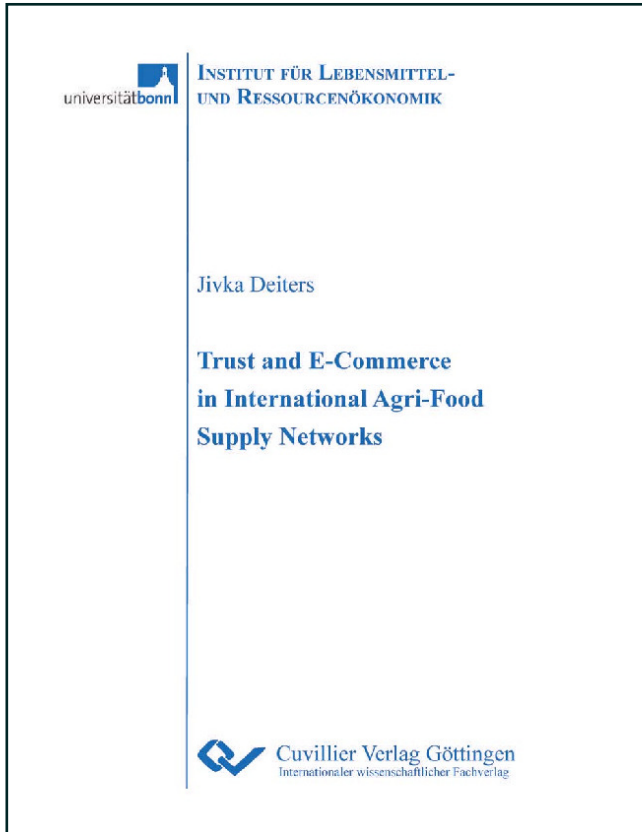 universitätbonn
INSTITUT FÜR LEBENSMITTEL-
UND RESSOURCENÖKONOMIK
Jivka Deiters
Trust and E-Commerce
in International Agri-Food
Supply Networks
Cuvillier Verlag Göttingen
Internationaler wissenschaftlicher Fachverlag